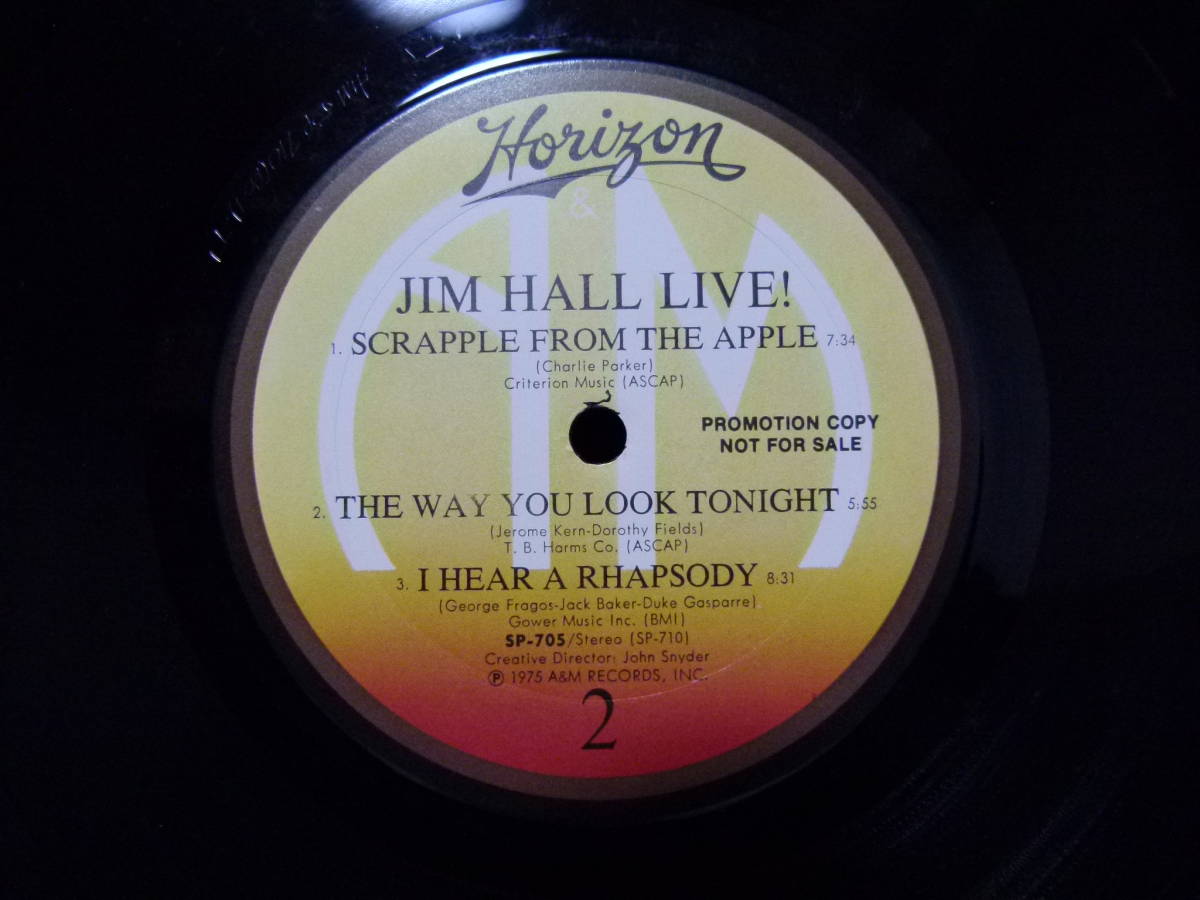 Horizon
&
AM
JIM HALL LIVE!
1. SCRAPPLE FROM THE APPLE 7:34
(Charlie Parker)
Criterion Music (ASCAP)
PROMOTION COPY
NOT FOR SALE
2. THE WAY YOU LOOK TONIGHT 5:55
(Jerome Kern-Dorothy Fields)
T. B. Harms Co. (ASCAP)
3. I HEAR A RHAPSODY 8:31
(George Fragos-Jack Baker-Duke Gasparre)
Gower Music Inc. (BMI)
SP-705/Stereo (SP-710)
Creative Director: John Snyder
℗ 1975 A&M RECORDS, INC.
2